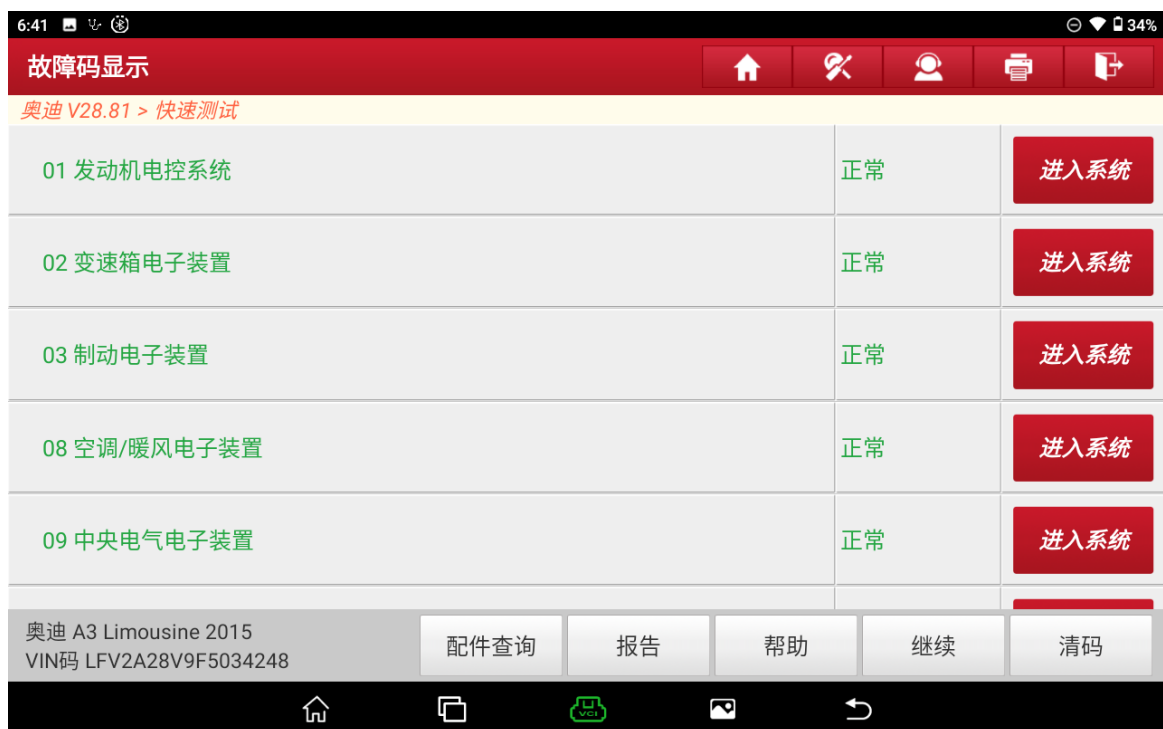 6:41 34%
故障码显示
奥迪 V28.81 > 快速测试
01 发动机电控系统 正常 进入系统
02 变速箱电子装置 正常 进入系统
03 制动电子装置 正常 进入系统
08 空调/暖风电子装置 正常 进入系统
09 中央电气电子装置 正常 进入系统
奥迪 A3 Limousine 2015
VIN码 LFV2A28V9F5034248
配件查询 报告 帮助 继续 清码
VCI